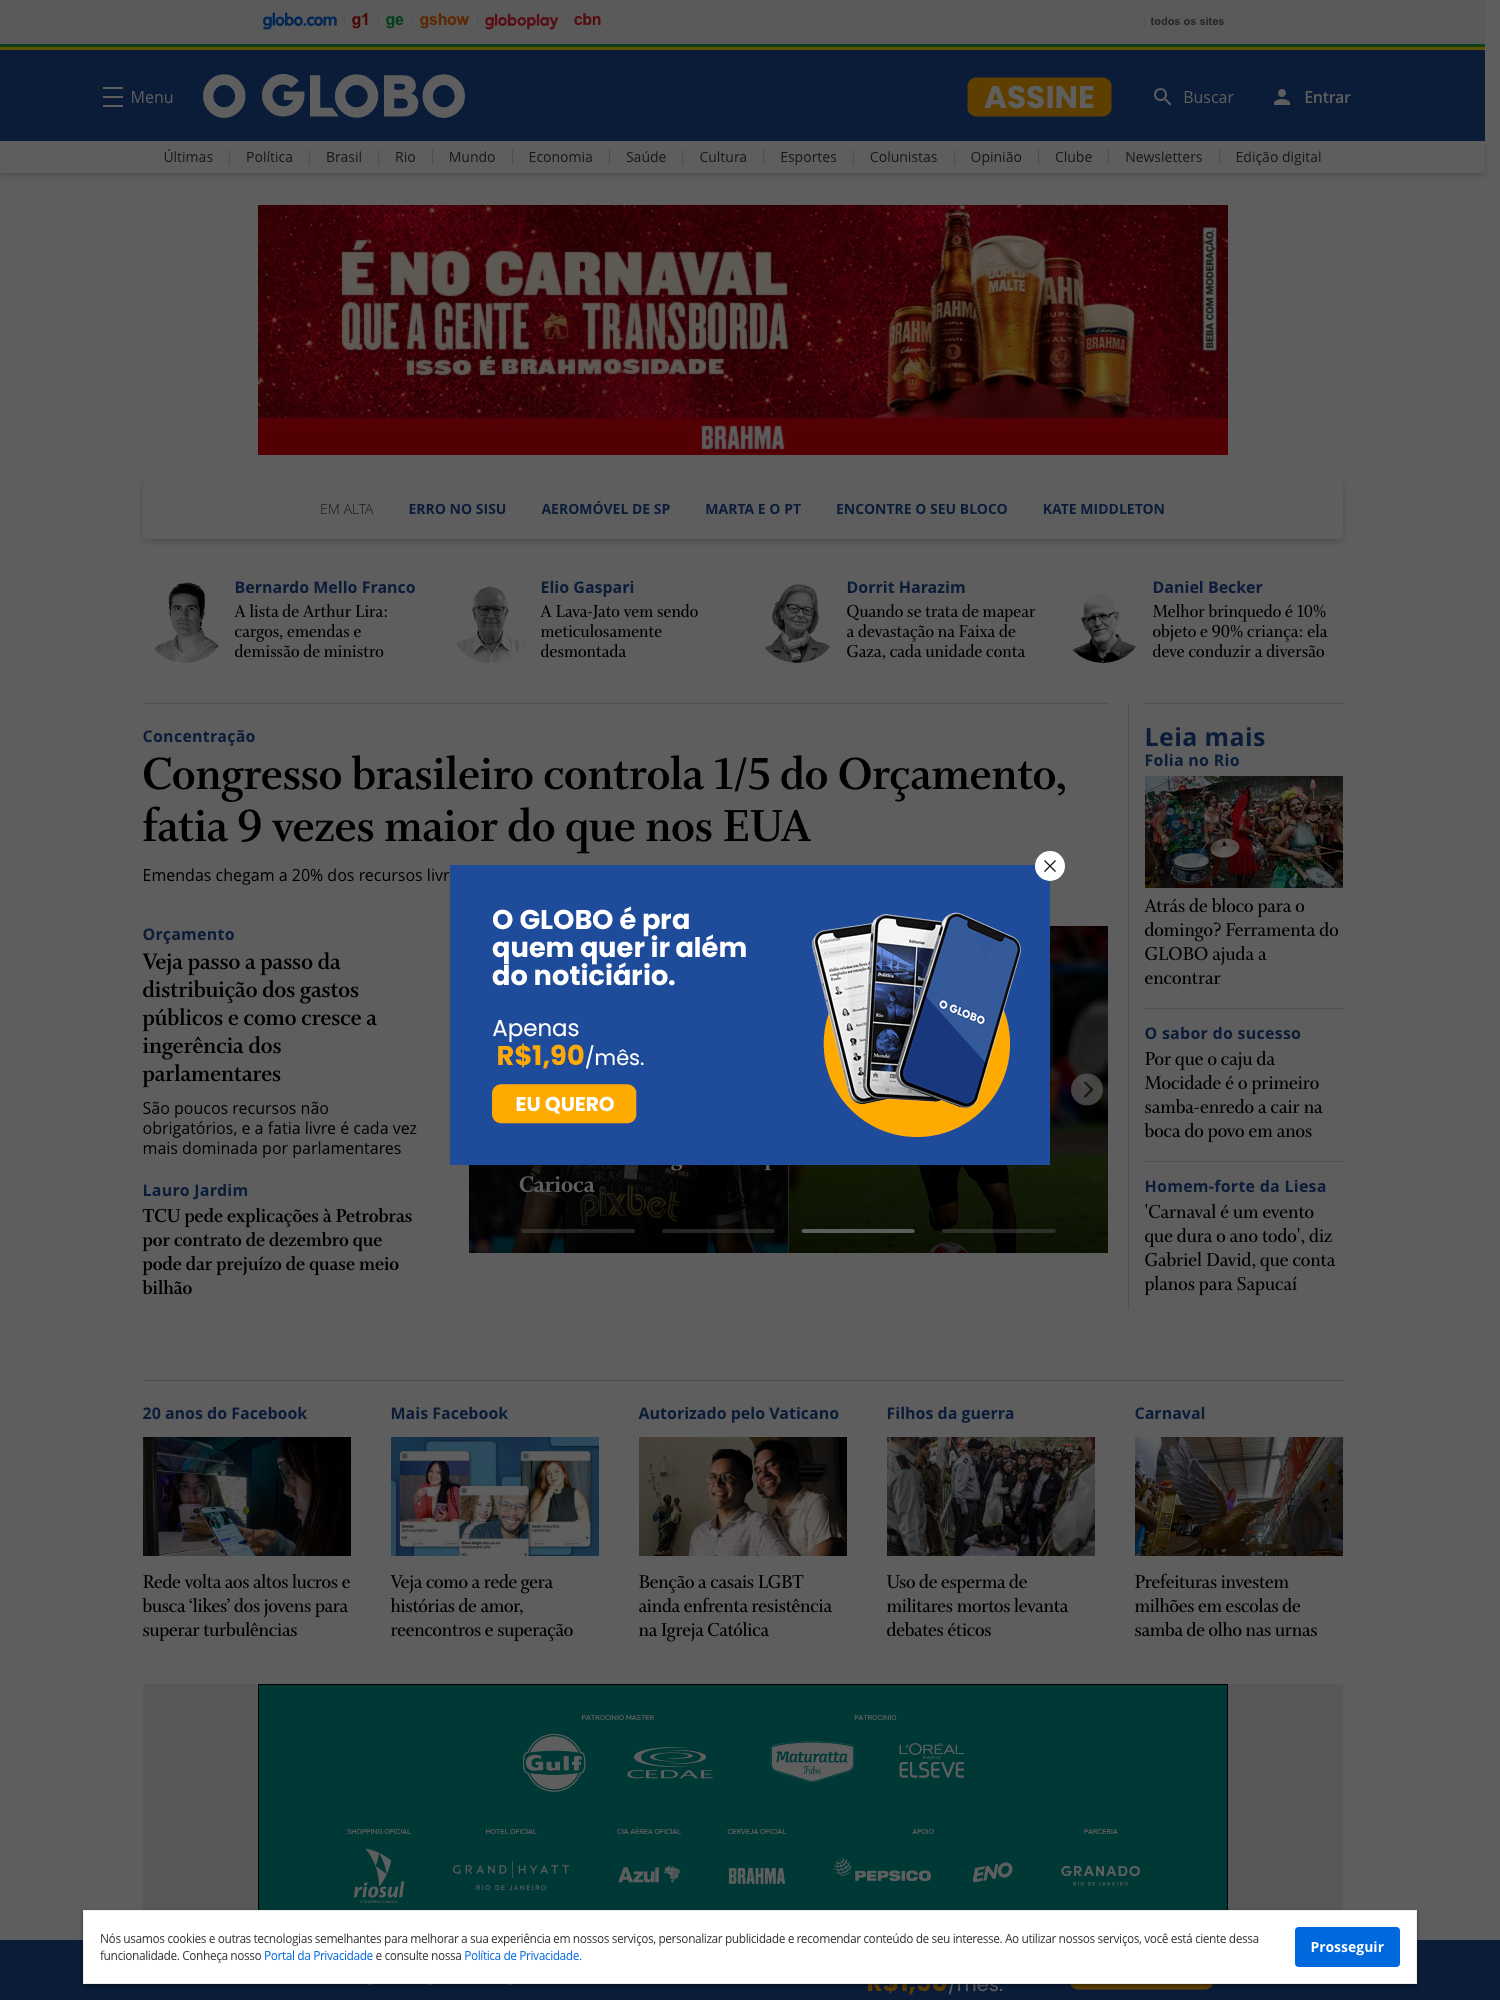 globo.com g1 ge gshow globoplay cbn todos os sites
Menu O GLOBO ASSINE Buscar Entrar
Últimas Política Brasil Rio Mundo Economia Saúde Cultura Esportes Colunistas Opinião Clube Newsletters Edição digital
É NO CARNAVAL
QUE A GENTE TRANSBORDA
ISSO É BRAHMOSIDADE
BRAHMA
DUPLO
MALTE
BRAHMA
BRAHMA
BRAHMA
BEBA COM MODERAÇÃO.
EM ALTA ERRO NO SISU AEROMÓVEL DE SP MARTA E O PT ENCONTRE O SEU BLOCO KATE MIDDLETON
Bernardo Mello Franco
A lista de Arthur Lira:
cargos, emendas e
demissão de ministro
Elio Gaspari
A Lava-Jato vem sendo
meticulosamente
desmontada
Dorrit Harazim
Quando se trata de mapear
a devastação na Faixa de
Gaza, cada unidade conta
Daniel Becker
Melhor brinquedo é 10%
objeto e 90% criança: ela
deve conduzir a diversão
Concentração
Congresso brasileiro controla 1/5 do Orçamento,
fatia 9 vezes maior do que nos EUA
Emendas chegam a 20% dos recursos livr
Orçamento
Veja passo a passo da
distribuição dos gastos
públicos e como cresce a
ingerência dos
parlamentares
São poucos recursos não
obrigatórios, e a fatia livre é cada vez
mais dominada por parlamentares
Lauro Jardim
TCU pede explicações à Petrobras
por contrato de dezembro que
pode dar prejuízo de quase meio
bilhão
O GLOBO é pra
quem quer ir além
do noticiário.
Apenas
R$1,90/mês.
EU QUERO
O GLOBO
Carioca
pixbet
Leia mais
Folia no Rio
Atrás de bloco para o
domingo? Ferramenta do
GLOBO ajuda a
encontrar
O sabor do sucesso
Por que o caju da
Mocidade é o primeiro
samba-enredo a cair na
boca do povo em anos
Homem-forte da Liesa
'Carnaval é um evento
que dura o ano todo', diz
Gabriel David, que conta
planos para Sapucaí
20 anos do Facebook
Rede volta aos altos lucros e
busca ‘likes’ dos jovens para
superar turbulências
Mais Facebook
Veja como a rede gera
histórias de amor,
reencontros e superação
Autorizado pelo Vaticano
Benção a casais LGBT
ainda enfrenta resistência
na Igreja Católica
Filhos da guerra
Uso de esperma de
militares mortos levanta
debates éticos
Carnaval
Prefeituras investem
milhões em escolas de
samba de olho nas urnas
PATROCINIO MASTER PATROCINIO
Gulf CEDAE Maturatta Friboi L'ORÉAL PARIS ELSEVE
SHOPPING OFICIAL HOTEL OFICIAL CIA AÉREA OFICIAL CERVEJA OFICIAL APOIO PARCERIA
riosul GRAND HYATT RIO DE JANEIRO Azul BRAHMA PEPSICO ENO GRANADO RIO DE JANEIRO
Nós usamos cookies e outras tecnologias semelhantes para melhorar a sua experiência em nossos serviços, personalizar publicidade e recomendar conteúdo de seu interesse. Ao utilizar nossos serviços, você está ciente dessa
funcionalidade. Conheça nosso Portal da Privacidade e consulte nossa Política de Privacidade.
Prosseguir
R$1,90/mês.